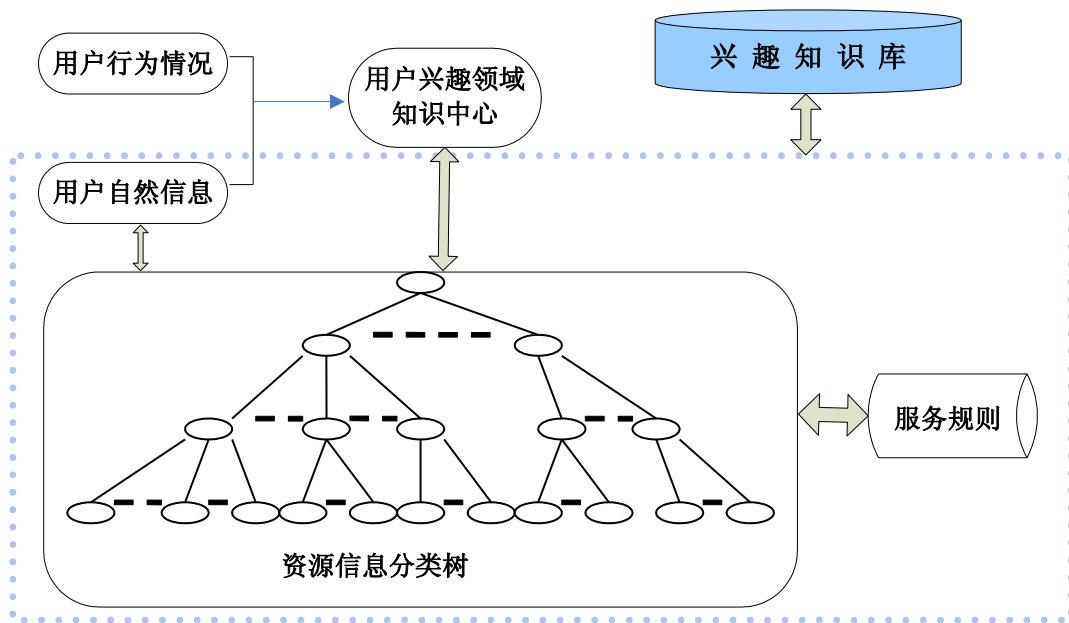 用户行为情况
用户兴趣领域
知识中心
兴趣知识库
用户自然信息
服务规则
资源信息分类树